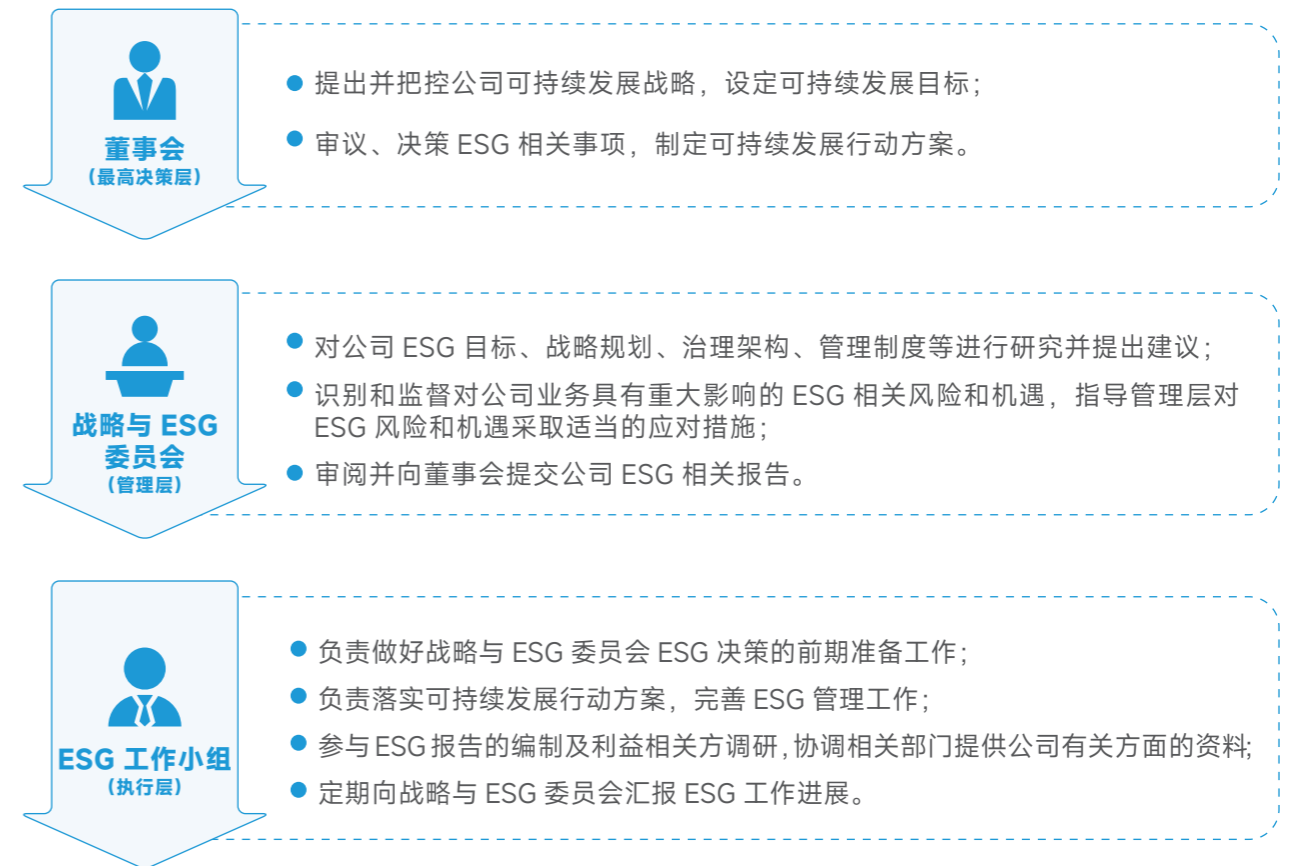 董事会
（最高决策层）
提出并把控公司可持续发展战略，设定可持续发展目标；
审议、决策 ESG 相关事项，制定可持续发展行动方案。
战略与 ESG
委员会
（管理层）
对公司 ESG 目标、战略规划、治理架构、管理制度等进行研究并提出建议；
识别和监督对公司业务具有重大影响的 ESG 相关风险和机遇，指导管理层对
ESG 风险和机遇采取适当的应对措施；
审阅并向董事会提交公司 ESG 相关报告。
ESG 工作小组
（执行层）
负责做好战略与 ESG 委员会 ESG 决策的前期准备工作；
负责落实可持续发展行动方案，完善 ESG 管理工作；
参与 ESG 报告的编制及利益相关方调研，协调相关部门提供公司有关方面的资料；
定期向战略与 ESG 委员会汇报 ESG 工作进展。